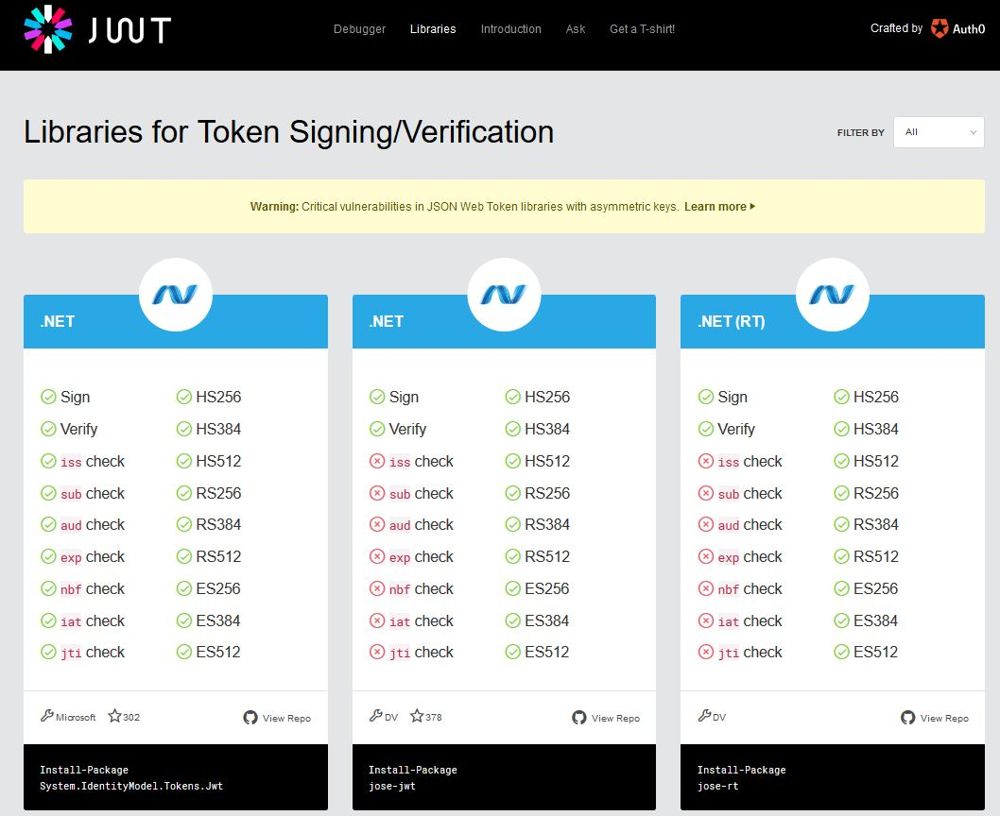 JWT
Debugger Libraries Introduction Ask Get a T-shirt!
Crafted by Auth0
Libraries for Token Signing/Verification
FILTER BY All
Warning: Critical vulnerabilities in JSON Web Token libraries with asymmetric keys. Learn more
.NET
Sign HS256
Verify HS384
iss check HS512
sub check RS256
aud check RS384
exp check RS512
nbf check ES256
iat check ES384
jti check ES512
Microsoft 302 View Repo
Install-Package
System.IdentityModel.Tokens.Jwt
.NET
Sign HS256
Verify HS384
iss check HS512
sub check RS256
aud check RS384
exp check RS512
nbf check ES256
iat check ES384
jti check ES512
DV 378 View Repo
Install-Package
jose-jwt
.NET (RT)
Sign HS256
Verify HS384
iss check HS512
sub check RS256
aud check RS384
exp check RS512
nbf check ES256
iat check ES384
jti check ES512
DV View Repo
Install-Package
jose-rt